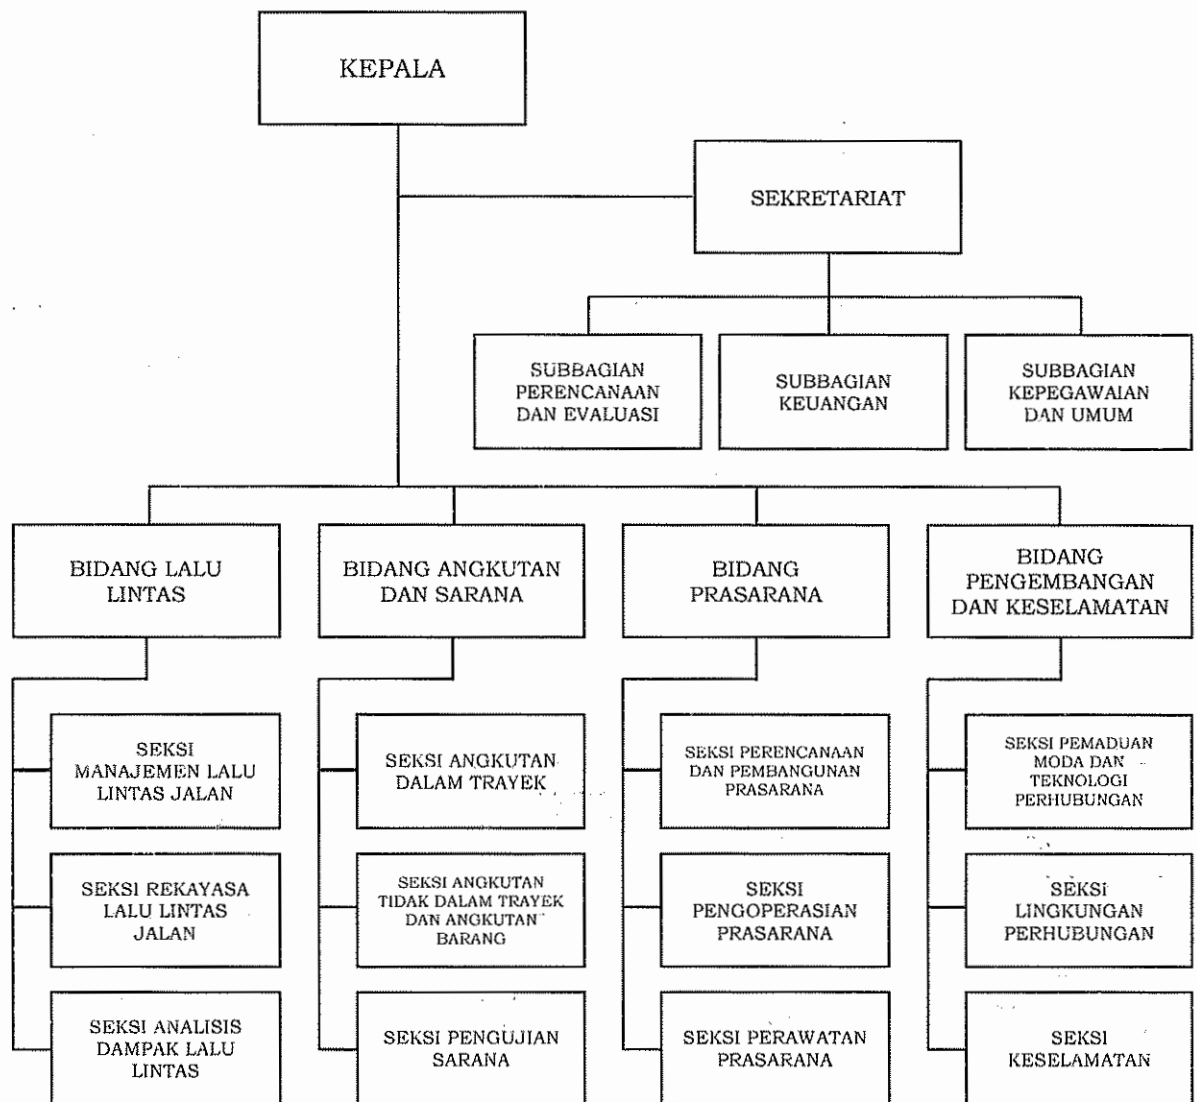 KEPALA
SEKRETARIAT
SUBBAGIAN
PERENCANAAN
DAN EVALUASI
SUBBAGIAN
KEUANGAN
SUBBAGIAN
KEPEGAWAIAN
DAN UMUM
BIDANG LALU
LINTAS
BIDANG ANGKUTAN
DAN SARANA
BIDANG
PRASARANA
BIDANG
PENGEMBANGAN
DAN KESELAMATAN
SEKSI
MANAJEMEN LALU
LINTAS JALAN
SEKSI ANGKUTAN
DALAM TRAYEK
SEKSI PERENCANAAN
DAN PEMBANGUNAN
PRASARANA
SEKSI PEMADUAN
MODA DAN
TEKNOLOGI
PERHUBUNGAN
SEKSI REKAYASA
LALU LINTAS
JALAN
SEKSI ANGKUTAN
TIDAK DALAM TRAYEK
DAN ANGKUTAN
BARANG
SEKSI
PENGOPERASIAN
PRASARANA
SEKSI
LINGKUNGAN
PERHUBUNGAN
SEKSI ANALISIS
DAMPAK LALU
LINTAS
SEKSI PENGUJIAN
SARANA
SEKSI PERAWATAN
PRASARANA
SEKSI
KESELAMATAN